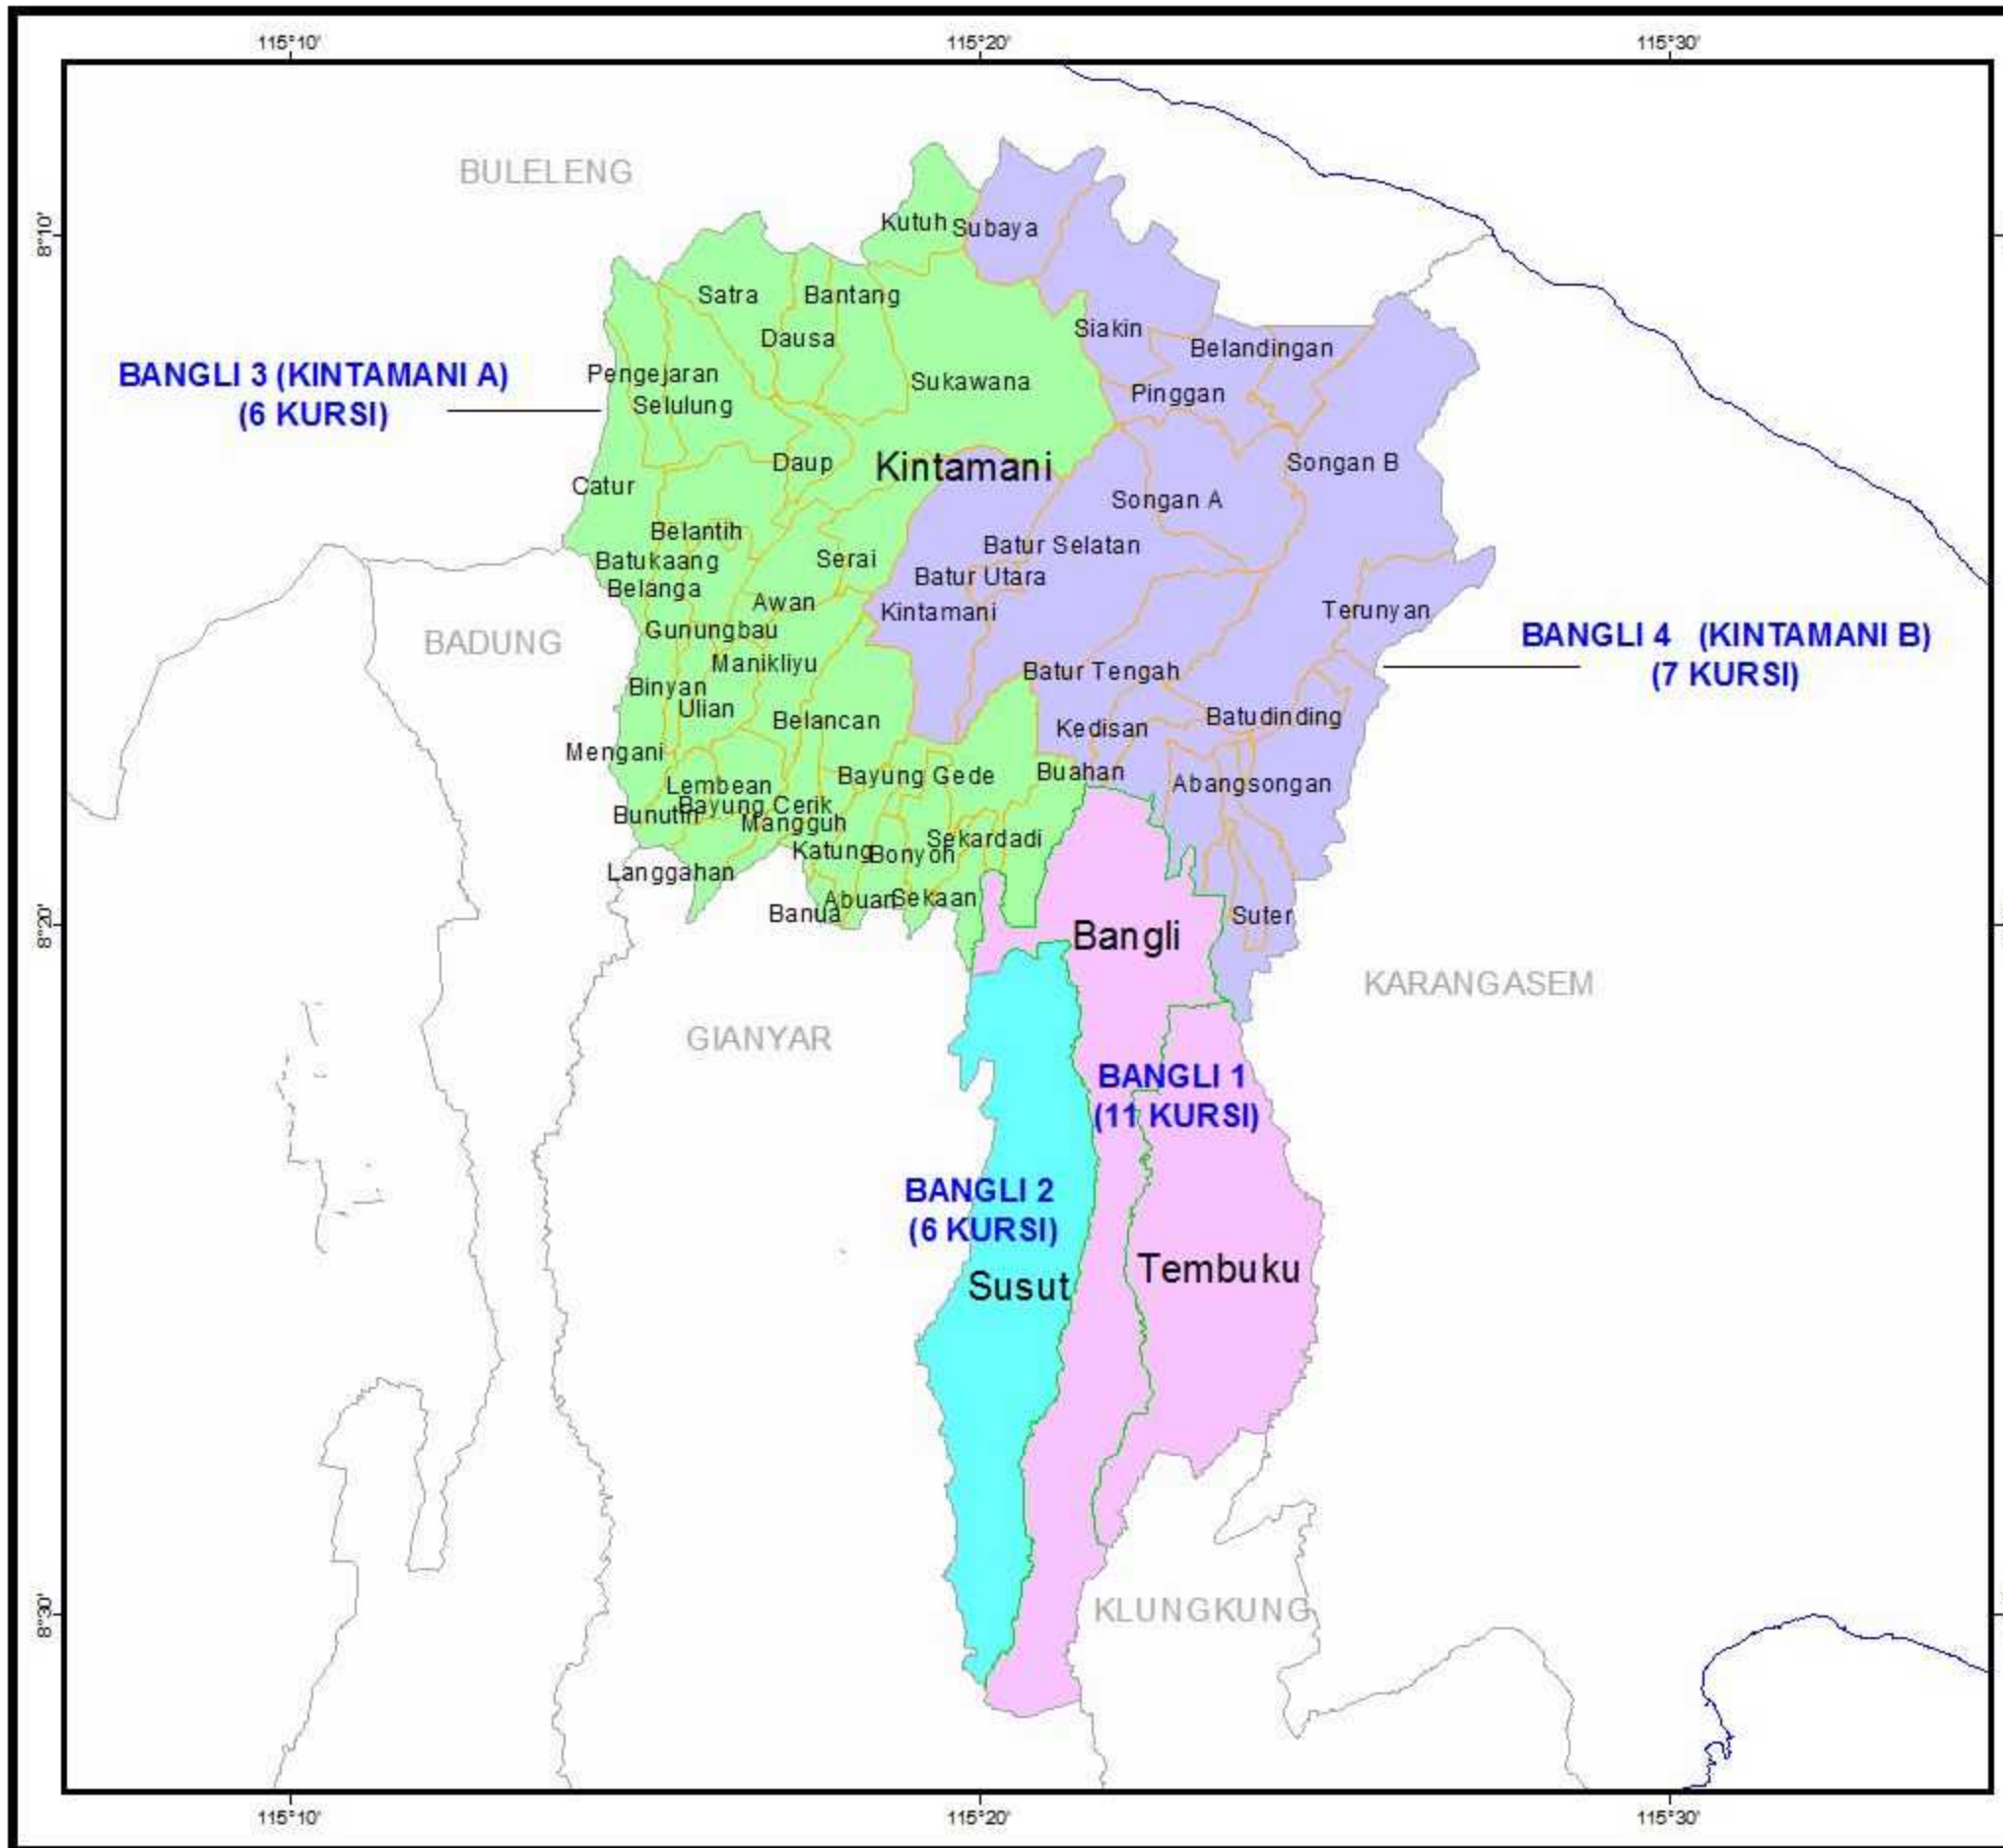 115°10'
115°20'
115°30'
BULELENG
8°10'
Kutuh
Subaya
Satra
Bantang
Dausa
Siakin
Belandingan
BANGLI 3 (KINTAMANI A)
(6 KURSI)
Pengejaran
Selulung
Sukawana
Pinggan
Daup
Kintamani
Songan B
Catur
Songan A
Belantih
Batur Selatan
Batukaang
Serai
Batur Utara
Belanga
Awan
Kintamani
Terunyan
Gunungbau
BADUNG
BANGLI 4 (KINTAMANI B)
(7 KURSI)
Manikliyu
Batur Tengah
Binyan
Ulian
Belancan
Batudinding
Kedisan
Mengani
Bayung Gede
Buahan
Abangsongan
Lembean
Bayung Cerik
Bunutin
Mangguh
Sekardadi
Katung
Bonyoh
Langgahan
Abuan
Sekaan
Banua
Suter
8°20'
Bangli
KARANGASEM
GIANYAR
BANGLI 1
(11 KURSI)
BANGLI 2
(6 KURSI)
Susut
Tembuku
8°30'
KLUNGKUNG
115°10'
115°20'
115°30'